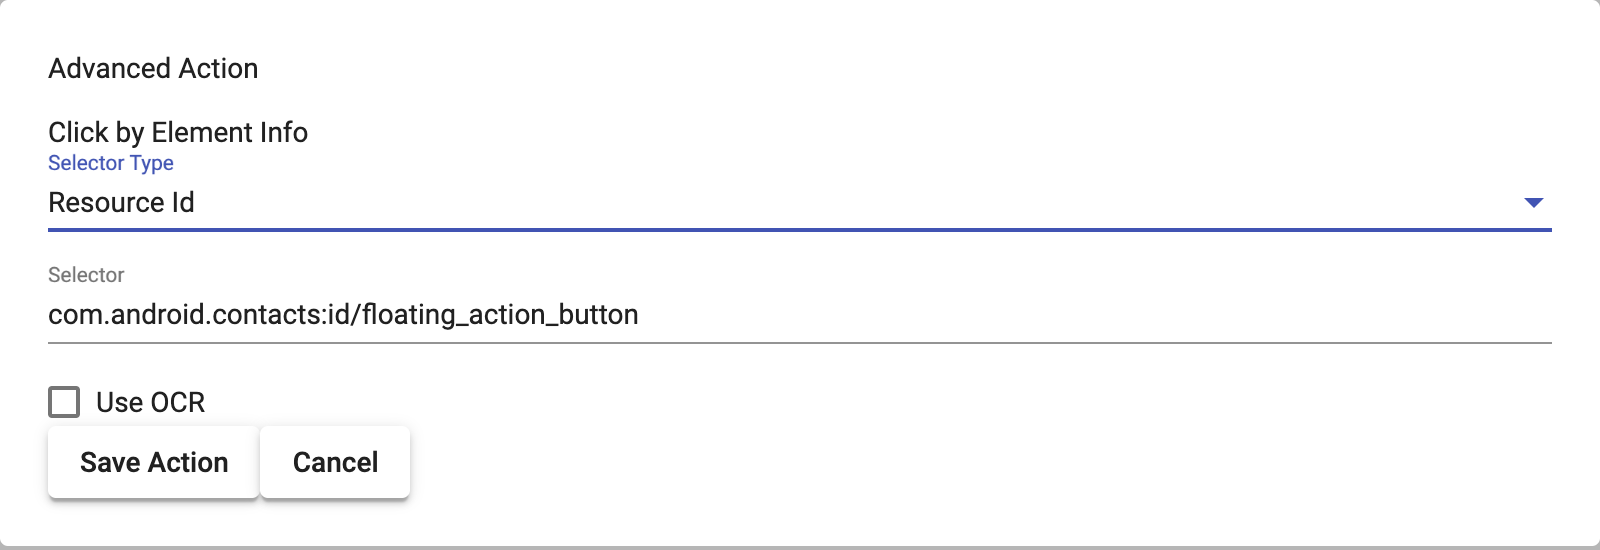 Advanced Action
Click by Element Info
Selector Type
Resource Id
Selector
com.android.contacts:id/floating_action_button
Use OCR
Save Action Cancel